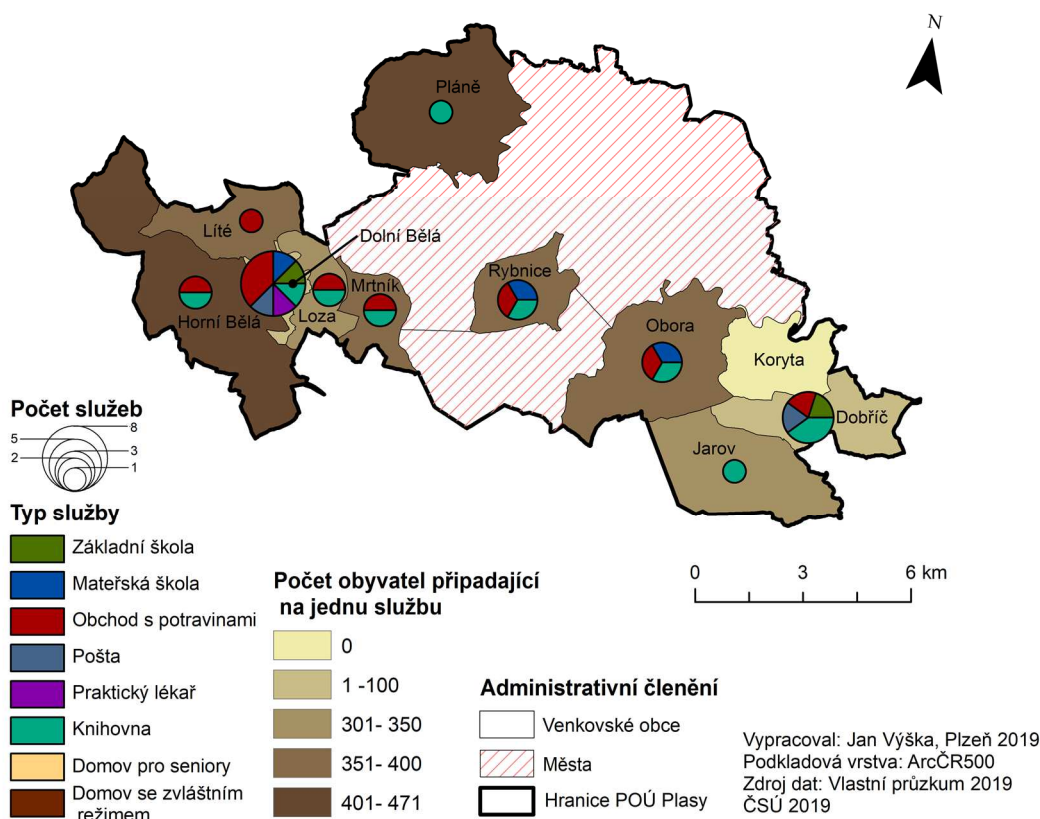 N
Pláně
Líté
Dolní Bělá
Rybnice
Mrtník
Horní Bělá
Loza
Obora
Koryta
Dobříč
Jarov
Počet služeb
8
5
3
2
1
Typ služby
Základní škola
Mateřská škola
Obchod s potravinami
Pošta
Praktický lékař
Knihovna
Domov pro seniory
Domov se zvláštním
režimem
Počet obyvatel připadající
na jednu službu
0
1 -100
301- 350
351- 400
401- 471
0 3 6 km
Administrativní členění
Venkovské obce
Města
Hranice POÚ Plasy
Vypracoval: Jan Výška, Plzeň 2019
Podkladová vrstva: ArcČR500
Zdroj dat: Vlastní průzkum 2019
ČSÚ 2019